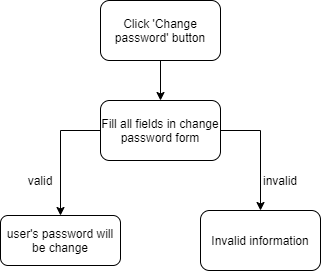 Click 'Change
password' button
Fill all fields in change
password form
valid
invalid
user's password will
be change
Invalid information